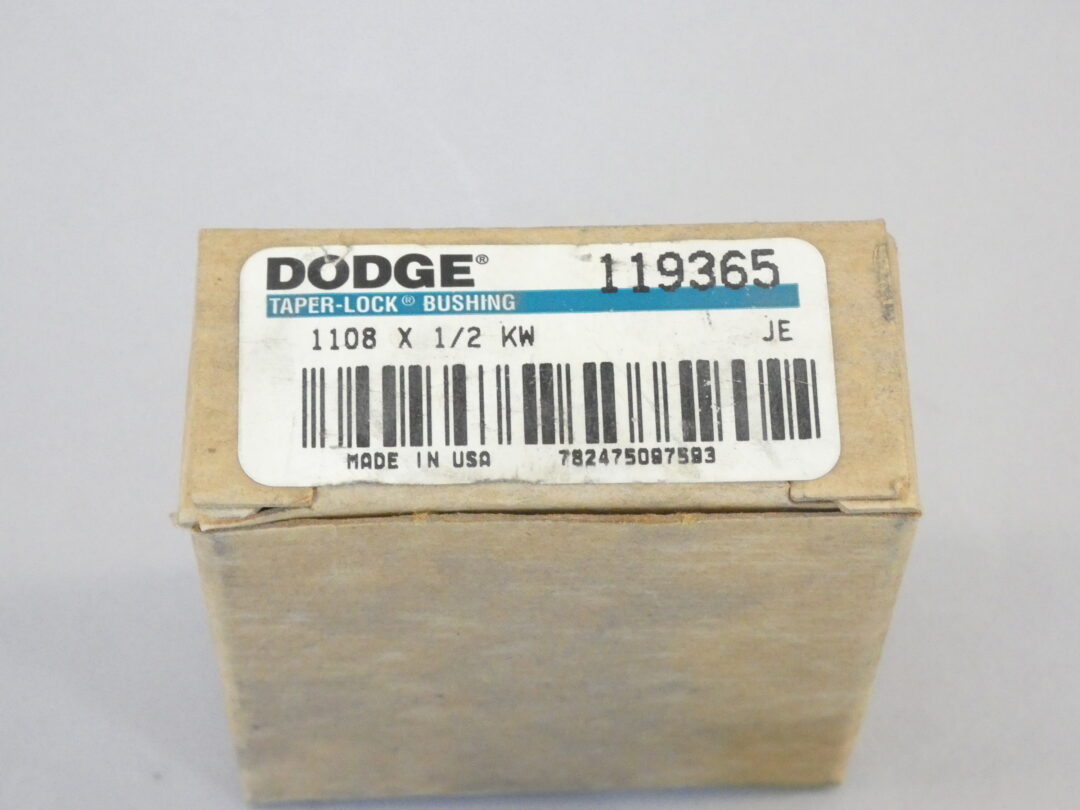 DODGE® 119365
TAPER-LOCK® BUSHING
1108 X 1/2 KW JE
MADE IN USA 782475097593